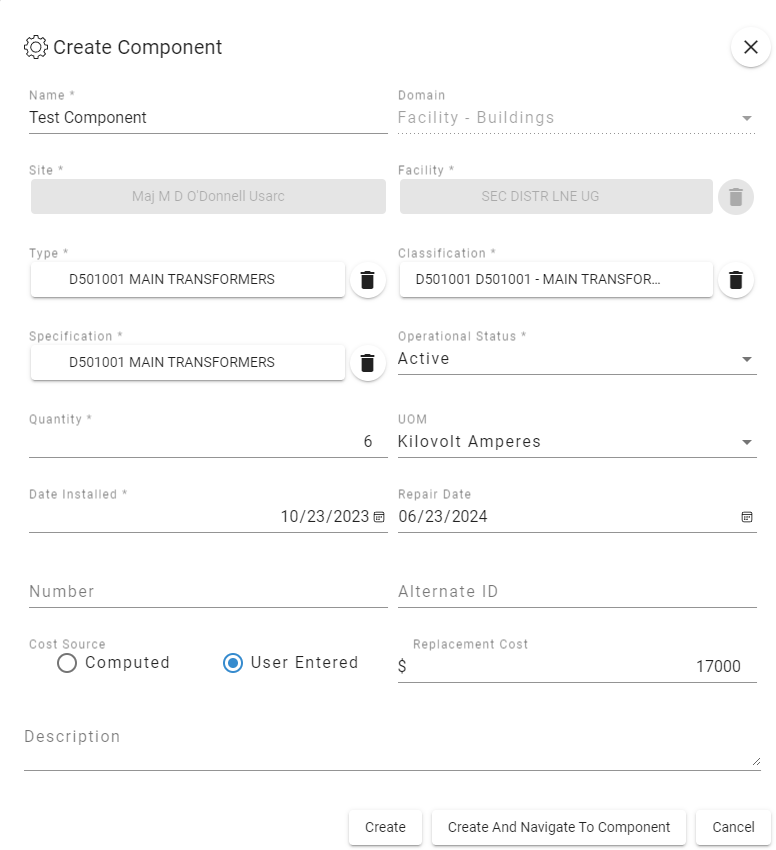 Create Component
Name * Domain
Test Component Facility - Buildings
Site * Facility *
Maj M D O'Donnell Usarc SEC DISTR LNE UG
Type * Classification *
D501001 MAIN TRANSFORMERS D501001 D501001 - MAIN TRANSFOR...
Specification * Operational Status *
D501001 MAIN TRANSFORMERS Active
Quantity * UOM
6 Kilovolt Amperes
Date Installed * Repair Date
10/23/2023 06/23/2024
Number Alternate ID
Cost Source Replacement Cost
Computed User Entered $ 17000
Description
Create Create And Navigate To Component Cancel